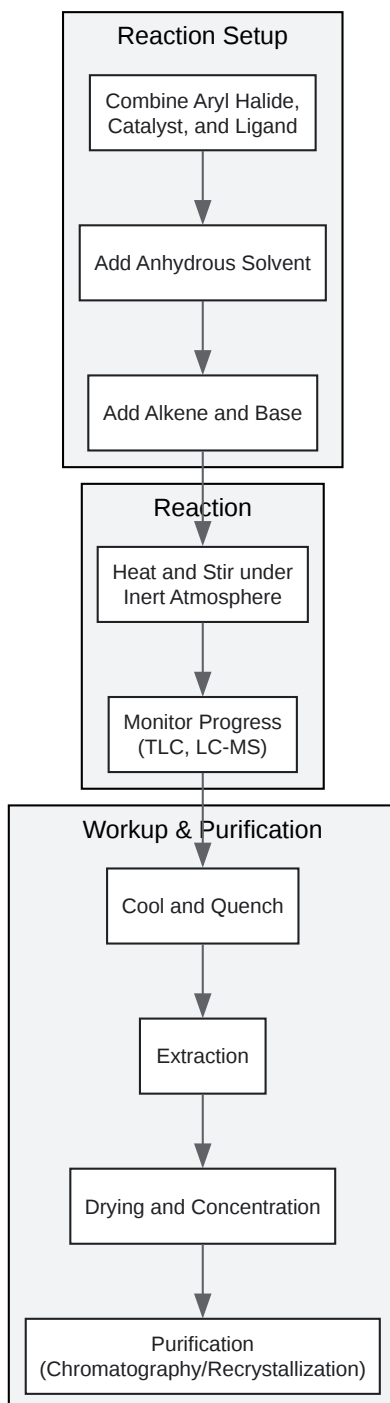 Reaction Setup
Combine Aryl Halide,
Catalyst, and Ligand
Add Anhydrous Solvent
Add Alkene and Base
Reaction
Heat and Stir under
Inert Atmosphere
Monitor Progress
(TLC, LC-MS)
Workup & Purification
Cool and Quench
Extraction
Drying and Concentration
Purification
(Chromatography/Recrystallization)